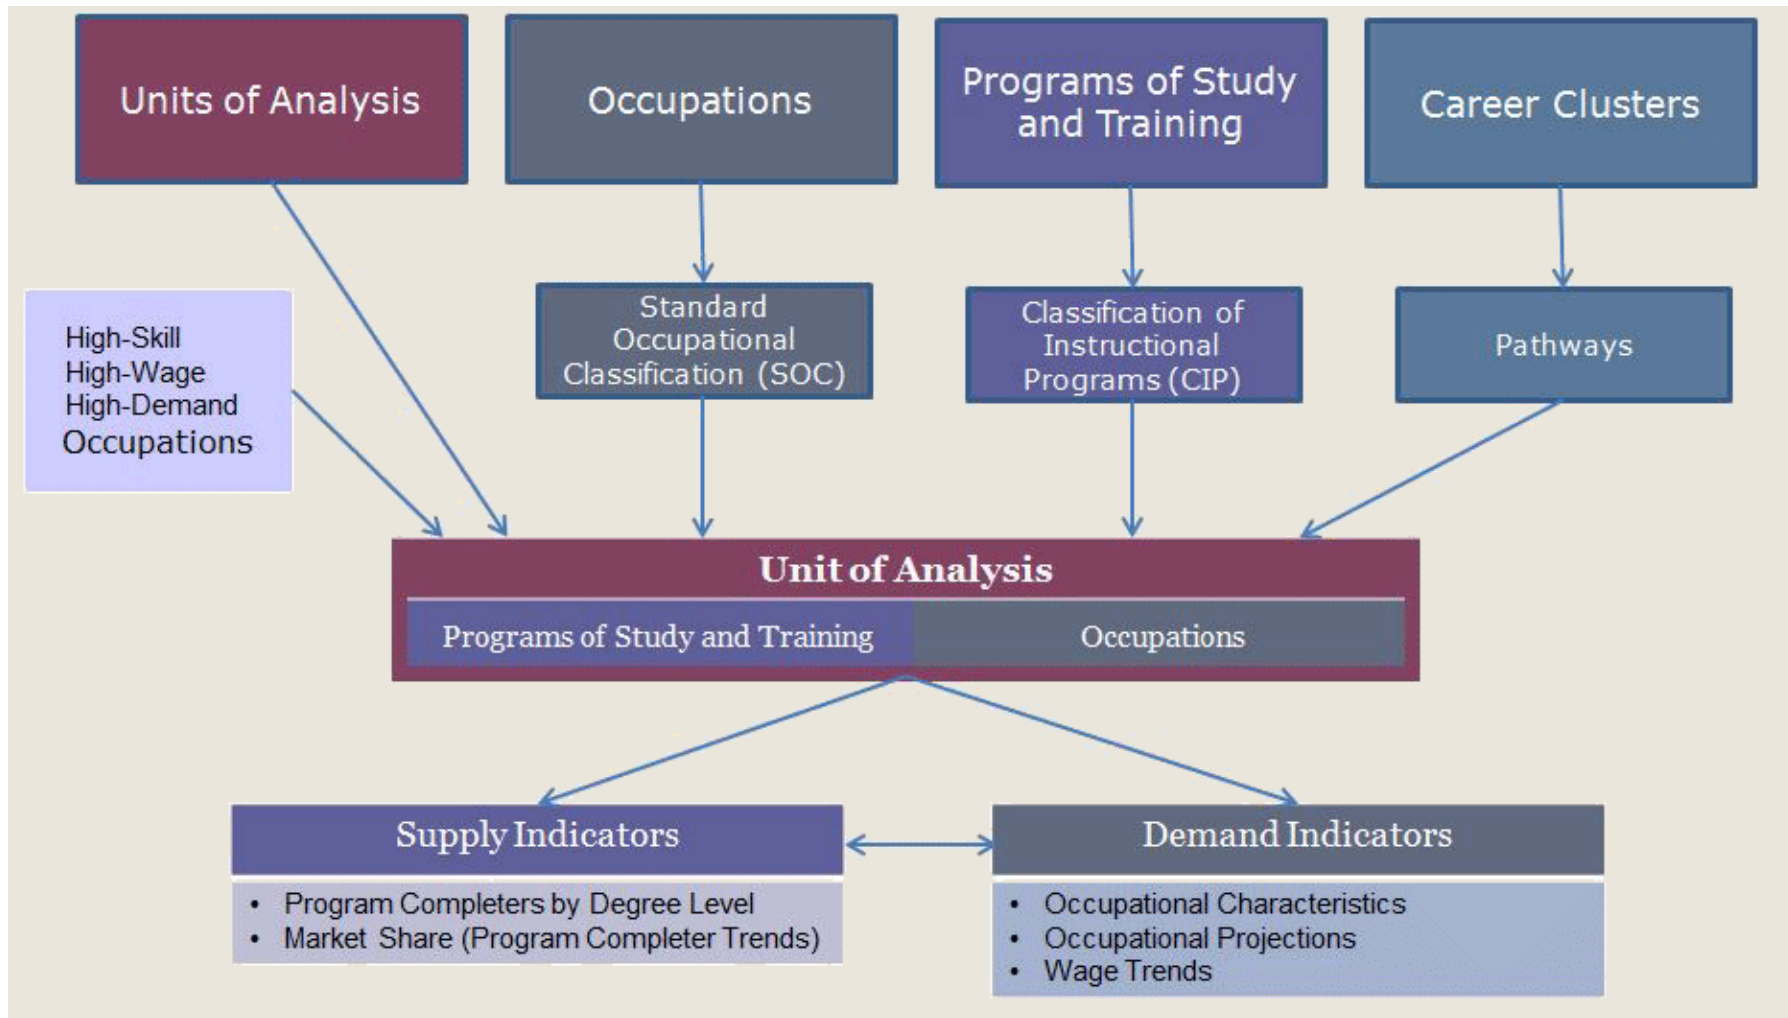 Units of Analysis
Occupations
Programs of Study
and Training
Career Clusters
High-Skill
High-Wage
High-Demand
Occupations
Standard
Occupational
Classification (SOC)
Classification of
Instructional
Programs (CIP)
Pathways
Unit of Analysis
Programs of Study and Training
Occupations
Supply Indicators
• Program Completers by Degree Level
• Market Share (Program Completer Trends)
Demand Indicators
• Occupational Characteristics
• Occupational Projections
• Wage Trends